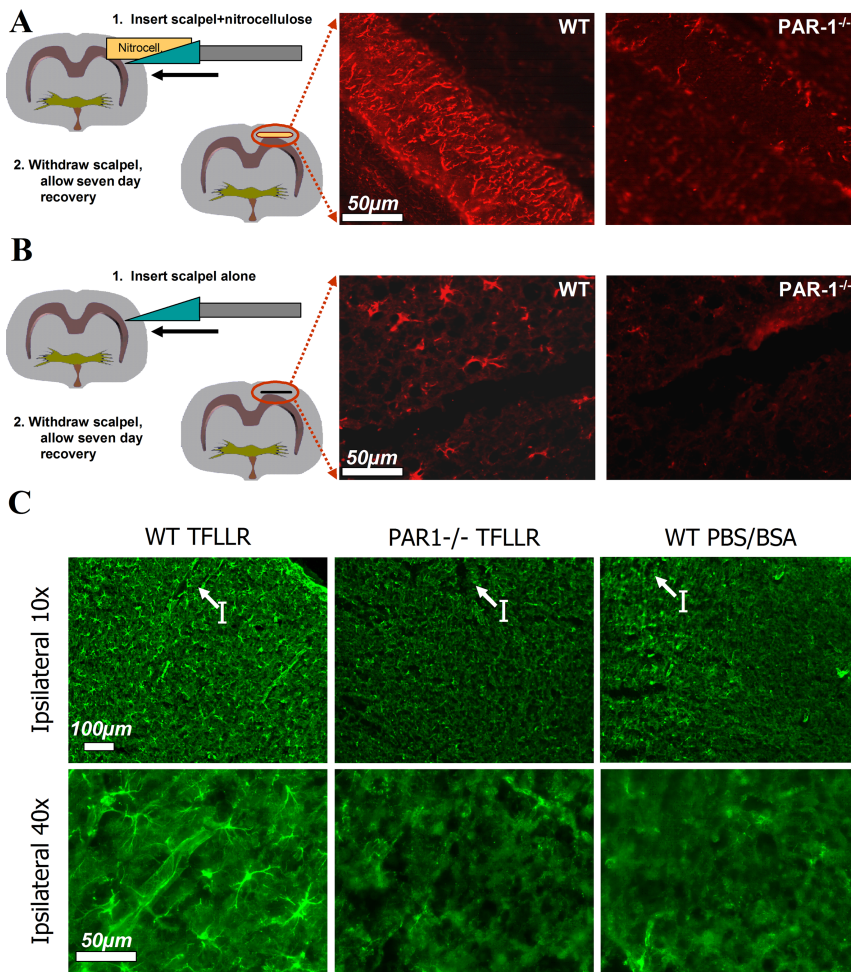 A
1. Insert scalpel+nitrocellulose
Nitrocell.
2. Withdraw scalpel,
allow seven day
recovery
WT
PAR-1-/-
50µm
B
1. Insert scalpel alone
2. Withdraw scalpel,
allow seven day
recovery
WT
PAR-1-/-
50µm
C
WT TFLLR
PAR1-/- TFLLR
WT PBS/BSA
Ipsilateral 10x
I
I
I
100µm
Ipsilateral 40x
50µm